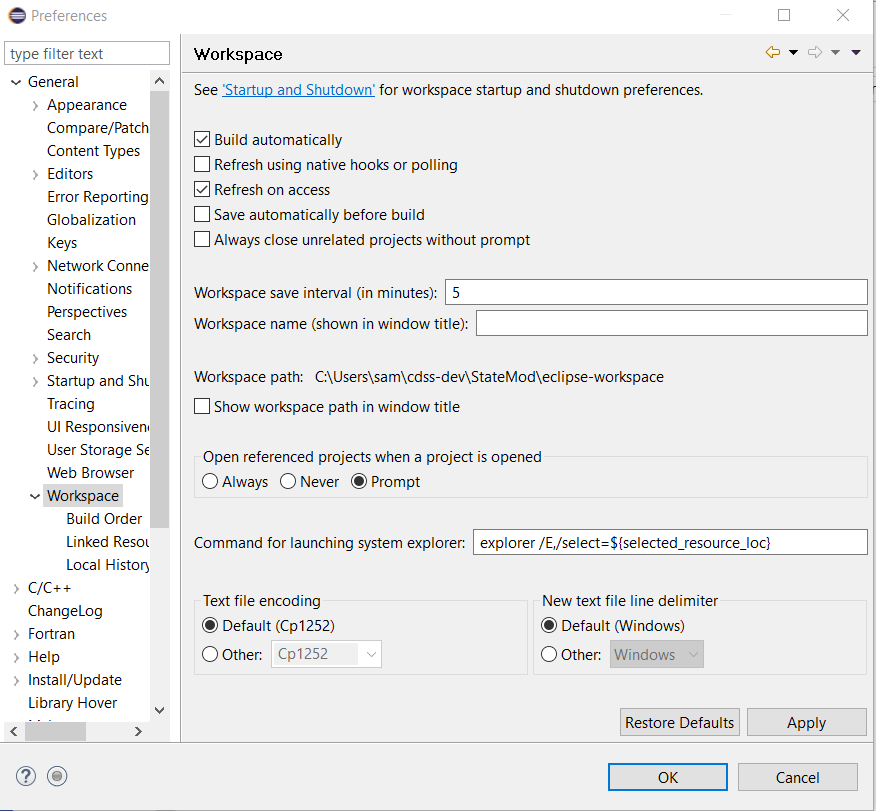 Preferences
type filter text
General
Appearance
Compare/Patch
Content Types
Editors
Error Reporting
Globalization
Keys
Network Conne
Notifications
Perspectives
Search
Security
Startup and Shu
Tracing
UI Responsiven
User Storage Se
Web Browser
Workspace
Build Order
Linked Resou
Local History
C/C++
ChangeLog
Fortran
Help
Install/Update
Library Hover
Workspace
See 'Startup and Shutdown' for workspace startup and shutdown preferences.
Build automatically
Refresh using native hooks or polling
Refresh on access
Save automatically before build
Always close unrelated projects without prompt
Workspace save interval (in minutes): 5
Workspace name (shown in window title):
Workspace path: C:\Users\sam\cdss-dev\StateMod\eclipse-workspace
Show workspace path in window title
Open referenced projects when a project is opened
Always Never Prompt
Command for launching system explorer: explorer /E,/select=${selected_resource_loc}
Text file encoding
Default (Cp1252)
Other: Cp1252
New text file line delimiter
Default (Windows)
Other: Windows
Restore Defaults Apply
? OK Cancel